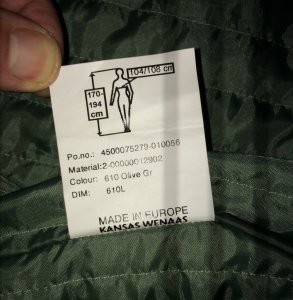 104/108 cm
170-
194
cm
Po.no.: 4500075279-010056
Material:2-00000012902
Colour: 610 Olive Gr
DIM: 610L
MADE IN EUROPE
KANSAS WENAAS